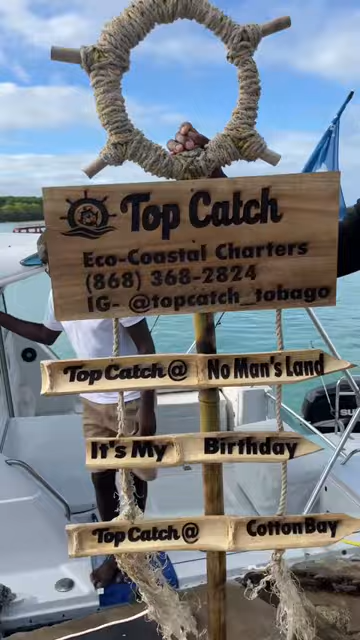 Top Catch
Eco-Coastal Charters
(868) 368-2824
IG- @topcatch_tobago
Top Catch@ No Man's Land
It's My Birthday
Top Catch@ Cotton Bay